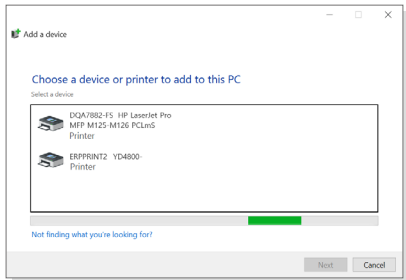 Add a device
Choose a device or printer to add to this PC
Select a device
DQA7882-F5 HP LaserJet Pro
MFP M125-M126 PCLmS
Printer
ERPPRINT2 YD4800-
Printer
Not finding what you're looking for?
Next
Cancel